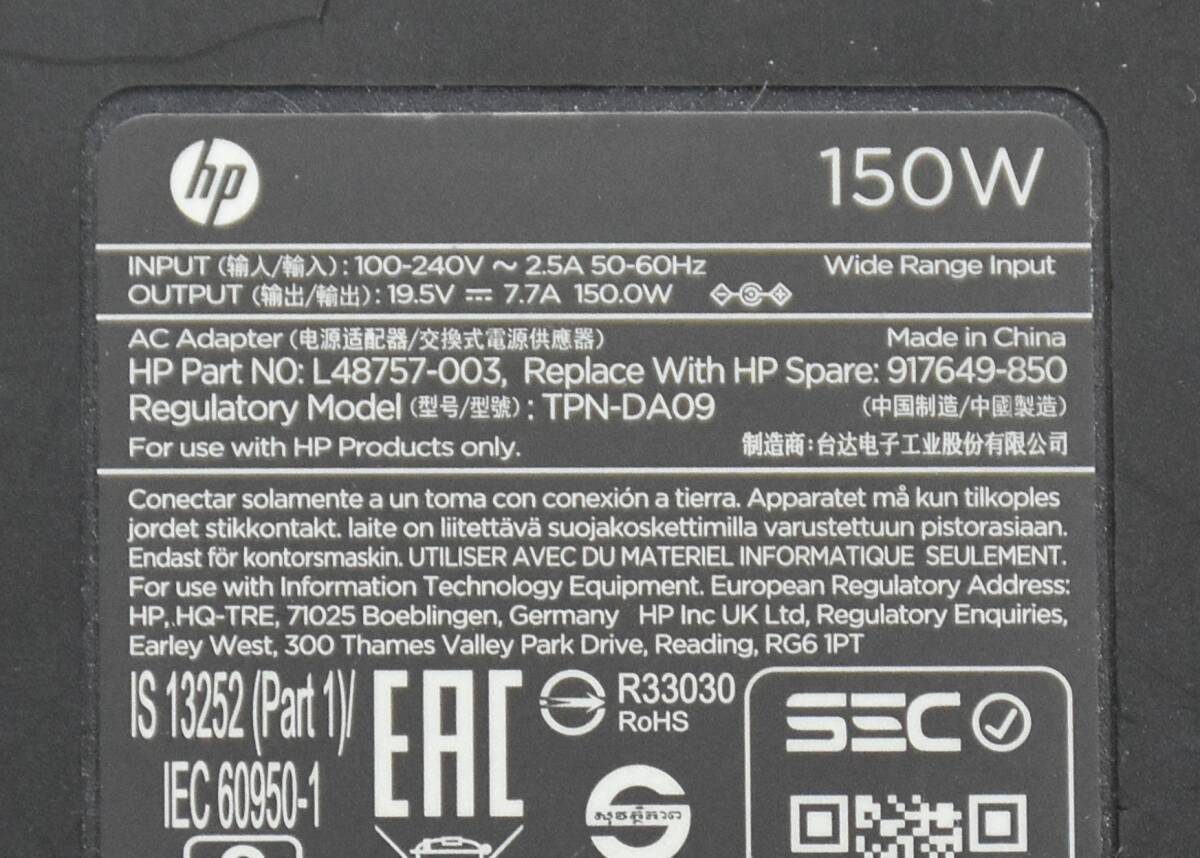 hp
150W
INPUT (输人/輸入) : 100-240V ~ 2.5A 50-60Hz Wide Range Input
OUTPUT (输出/輸出) : 19.5V ⎓ 7.7A 150.0W
AC Adapter (电源适配器/交換式電源供應器) Made in China
HP Part NO: L48757-003, Replace With HP Spare: 917649-850
Regulatory Model (型号/型號) : TPN-DA09 (中国制造/中國製造)
For use with HP Products only. 制造商:台达电子工业股份有限公司
Conectar solamente a un toma con conexión a tierra. Apparatet må kun tilkoples
jordet stikkontakt. laite on liitettävä suojakoskettimilla varustettuun pistorasiaan.
Endast för kontorsmaskin. UTILISER AVEC DU MATERIEL INFORMATIQUE SEULEMENT.
For use with Information Technology Equipment. European Regulatory Address:
HP,.HQ-TRE, 71025 Boeblingen, Germany HP Inc UK Ltd, Regulatory Enquiries,
Earley West, 300 Thames Valley Park Drive, Reading, RG6 1PT
IS 13252 (Part 1)/
IEC 60950-1
EAC
R33030
RoHS
SEC